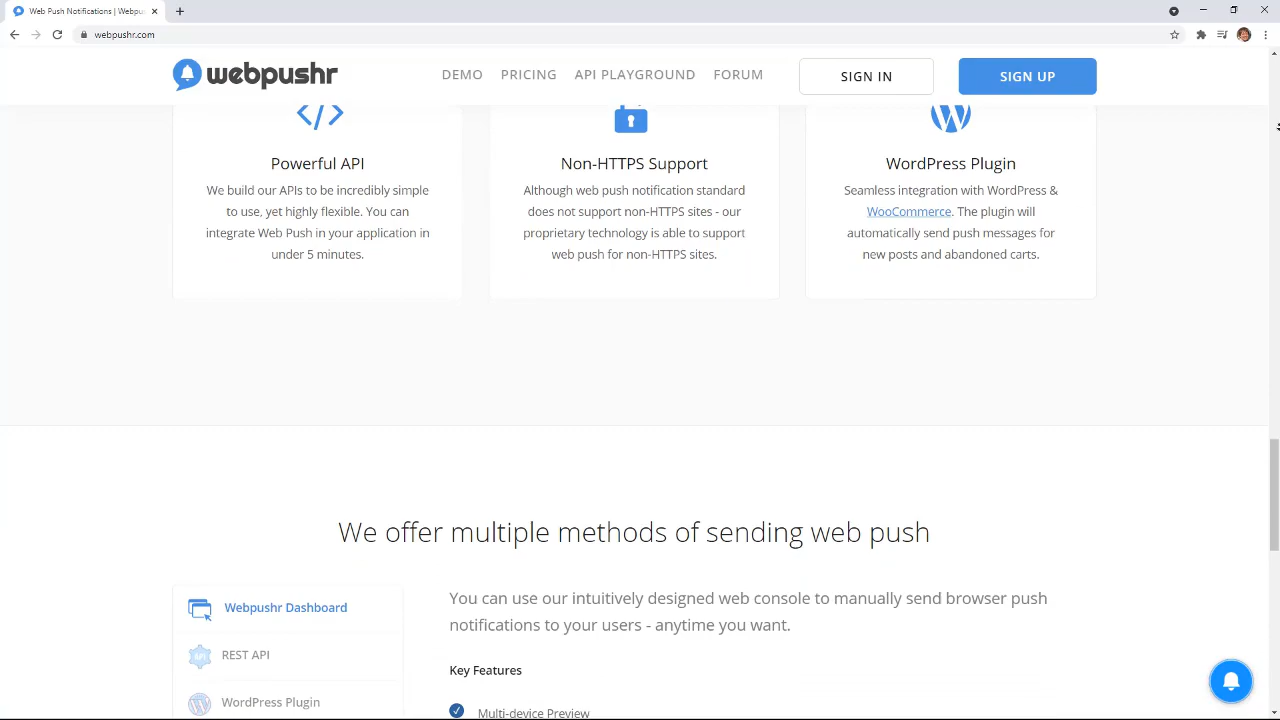 Web Push Notifications | Webpu
webpushr.com
webpushr
DEMO
PRICING
API PLAYGROUND
FORUM
SIGN IN
SIGN UP
Powerful API
We build our APIs to be incredibly simple
to use, yet highly flexible. You can
integrate Web Push in your application in
under 5 minutes.
Non-HTTPS Support
Although web push notification standard
does not support non-HTTPS sites - our
proprietary technology is able to support
web push for non-HTTPS sites.
WordPress Plugin
Seamless integration with WordPress &
WooCommerce. The plugin will
automatically send push messages for
new posts and abandoned carts.
We offer multiple methods of sending web push
Webpushr Dashboard
REST API
WordPress Plugin
You can use our intuitively designed web console to manually send browser push
notifications to your users - anytime you want.
Key Features
Multi-device Preview